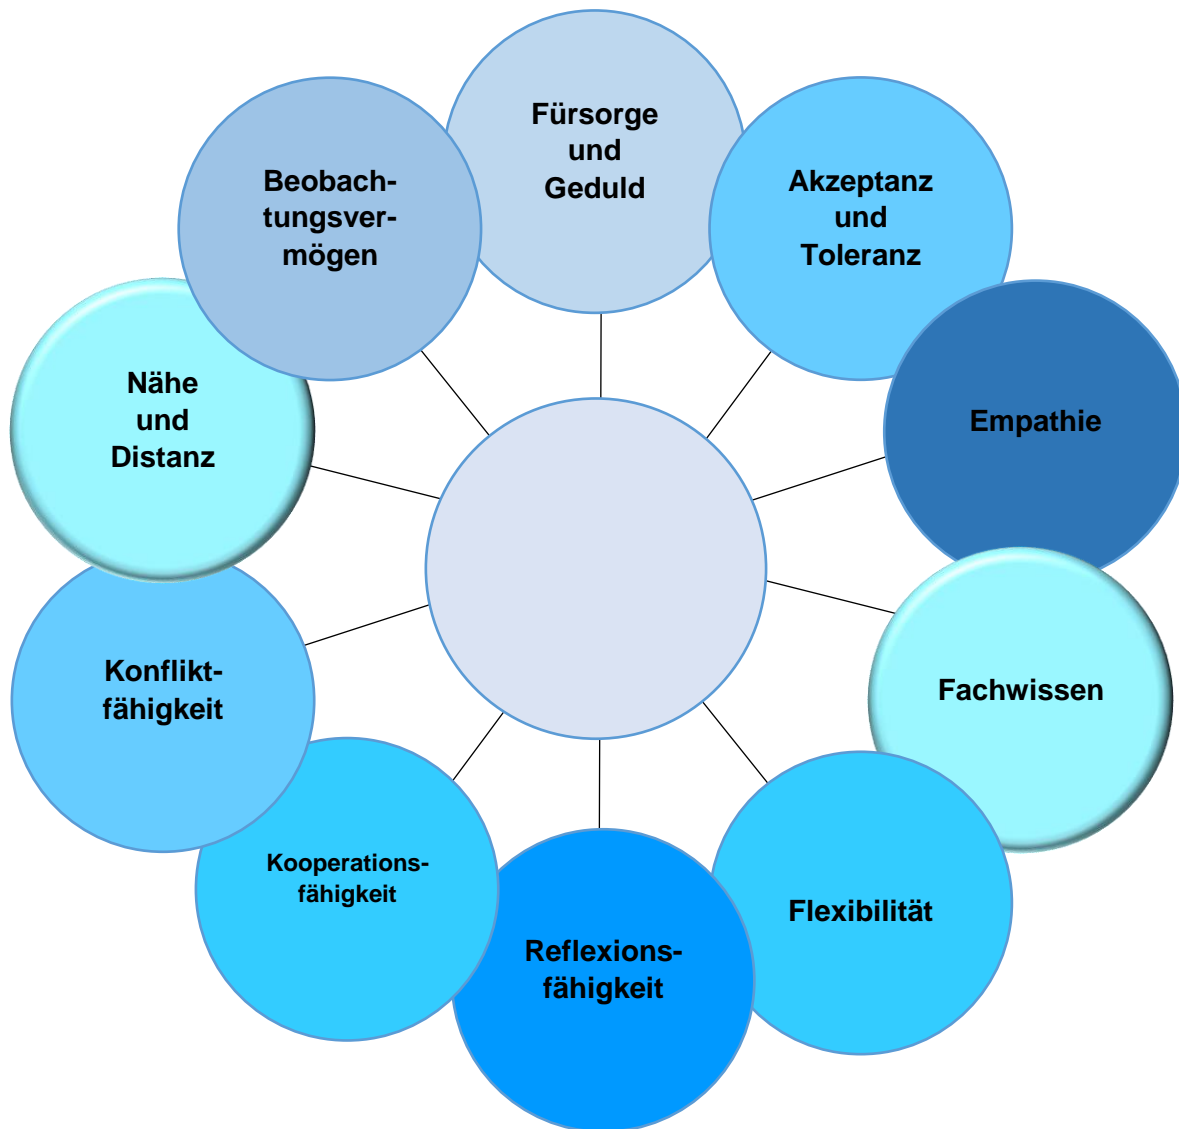 Fürsorge
und
Geduld
Akzeptanz
und
Toleranz
Empathie
Fachwissen
Flexibilität
Reflexions-
fähigkeit
Kooperations-
fähigkeit
Konflikt-
fähigkeit
Nähe
und
Distanz
Beobach-
tungsver-
mögen